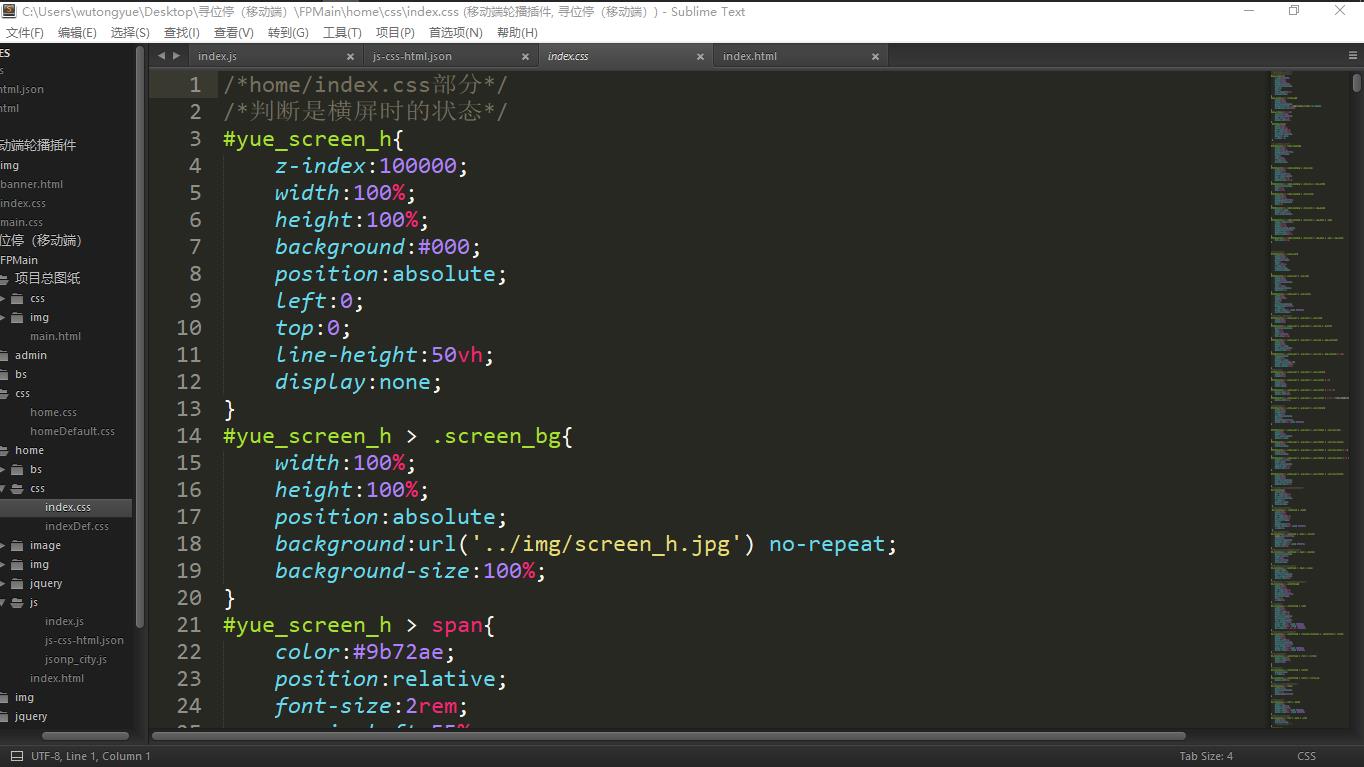 C:\Users\wutongyue\Desktop\寻位停（移动端）\FPMain\home\css\index.css (移动端轮播插件, 寻位停（移动端）) - Sublime Text
文件(F) 编辑(E) 选择(S) 查找(I) 查看(V) 转到(G) 工具(T) 项目(P) 首选项(N) 帮助(H)
index.js × js-css-html.json × index.css × index.html ×
ES
s
html.json
html
动端轮播插件
img
banner.html
index.css
main.css
位停（移动端）
FPMain
项目总图纸
css
img
main.html
admin
bs
css
home.css
homeDefault.css
home
bs
css
index.css
indexDef.css
image
img
jquery
js
index.js
js-css-html.json
jsonp_city.js
index.html
img
jquery
1 /*home/index.css部分*/
2 /*判断是横屏时的状态*/
3 #yue_screen_h{
4 z-index:100000;
5 width:100%;
6 height:100%;
7 background:#000;
8 position:absolute;
9 left:0;
10 top:0;
11 line-height:50vh;
12 display:none;
13 }
14 #yue_screen_h > .screen_bg{
15 width:100%;
16 height:100%;
17 position:absolute;
18 background:url('../img/screen_h.jpg') no-repeat;
19 background-size:100%;
20 }
21 #yue_screen_h > span{
22 color:#9b72ae;
23 position:relative;
24 font-size:2rem;
UTF-8, Line 1, Column 1
Tab Size: 4
CSS